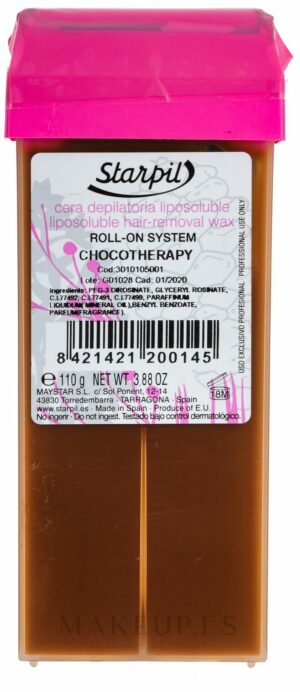 Starpil
cera depilatoria liposoluble
liposoluble hair-removal wax
ROLL-ON SYSTEM
CHOCOTHERAPY
Cod:3010105001
Lote: G01028 Cad: 01/2020
Ingredients: PEG-3 DIROSINATE, GLYCERYL ROSINATE,
C.I.77492, C.I.77491, C.I.77499, PARAFFINUM
LIQUIDUM(MINERAL OIL),BENZYL BENZOATE,
PARFUM(FRAGRANCE).
8 421421 200145
e 110 g NET WT 3.88 OZ
18M
MAYSTAR S.L. c/ Sol Ponent, 12-14
43830 Torredembarra - TARRAGONA - Spain
www.starpil.es - Made in Spain - Produce of E.U.
No ingerir - Do not ingest. Testado bajo control dermatológico.
USO EXCLUSIVO PROFESIONAL PROFESSIONAL USE ONLY
MAKEUP.ES